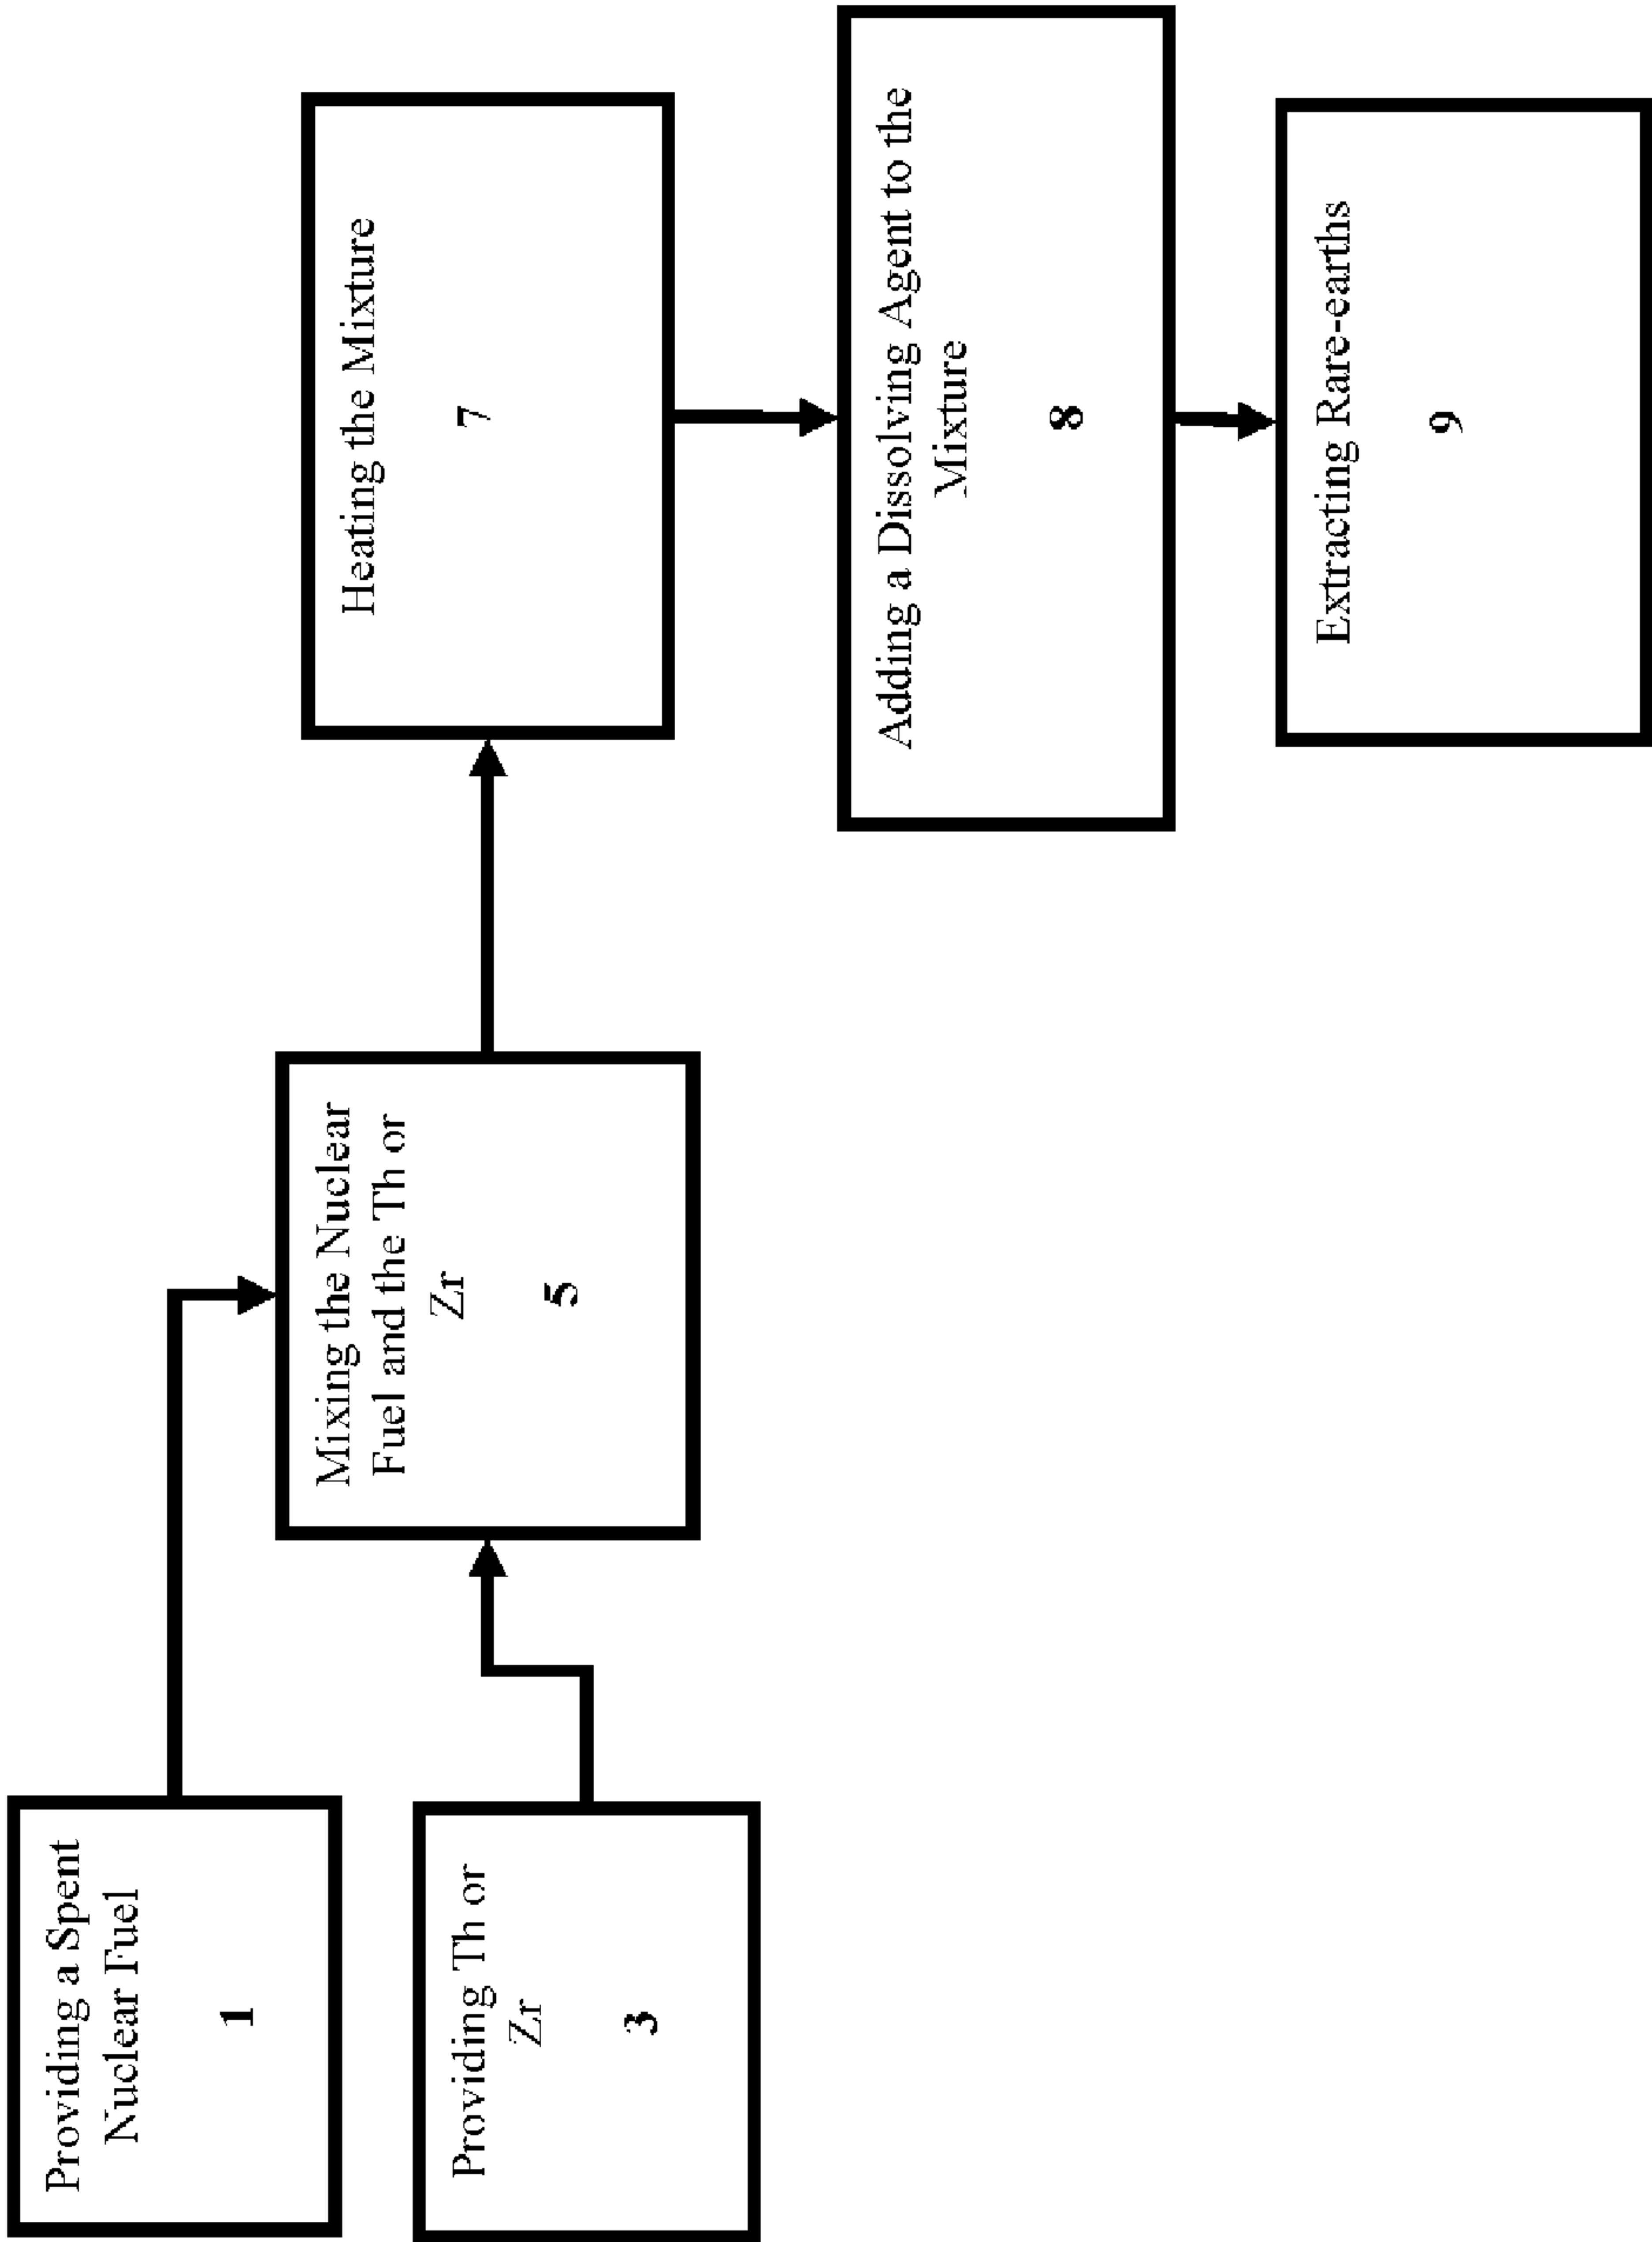 Providing a Spent
Nuclear Fuel
1
Providing Th or
Zr
3
Mixing the Nuclear
Fuel and the Th or
Zr
5
Heating the Mixture
7
Adding a Dissolving Agent to the
Mixture
8
Extracting Rare-earths
9